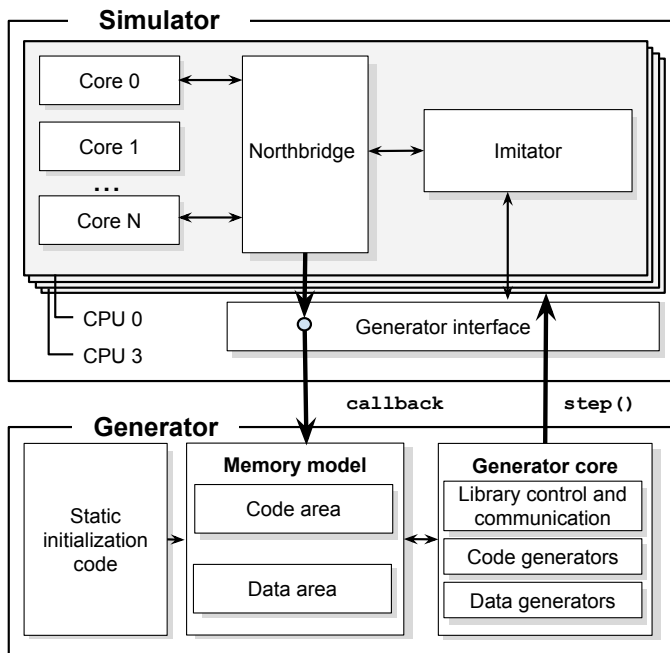 Simulator
Core 0
Core 1
...
Core N
Northbridge
Imitator
CPU 0
CPU 3
Generator interface
callback
step()
Generator
Static
initialization
code
Memory model
Code area
Data area
Generator core
Library control and
communication
Code generators
Data generators